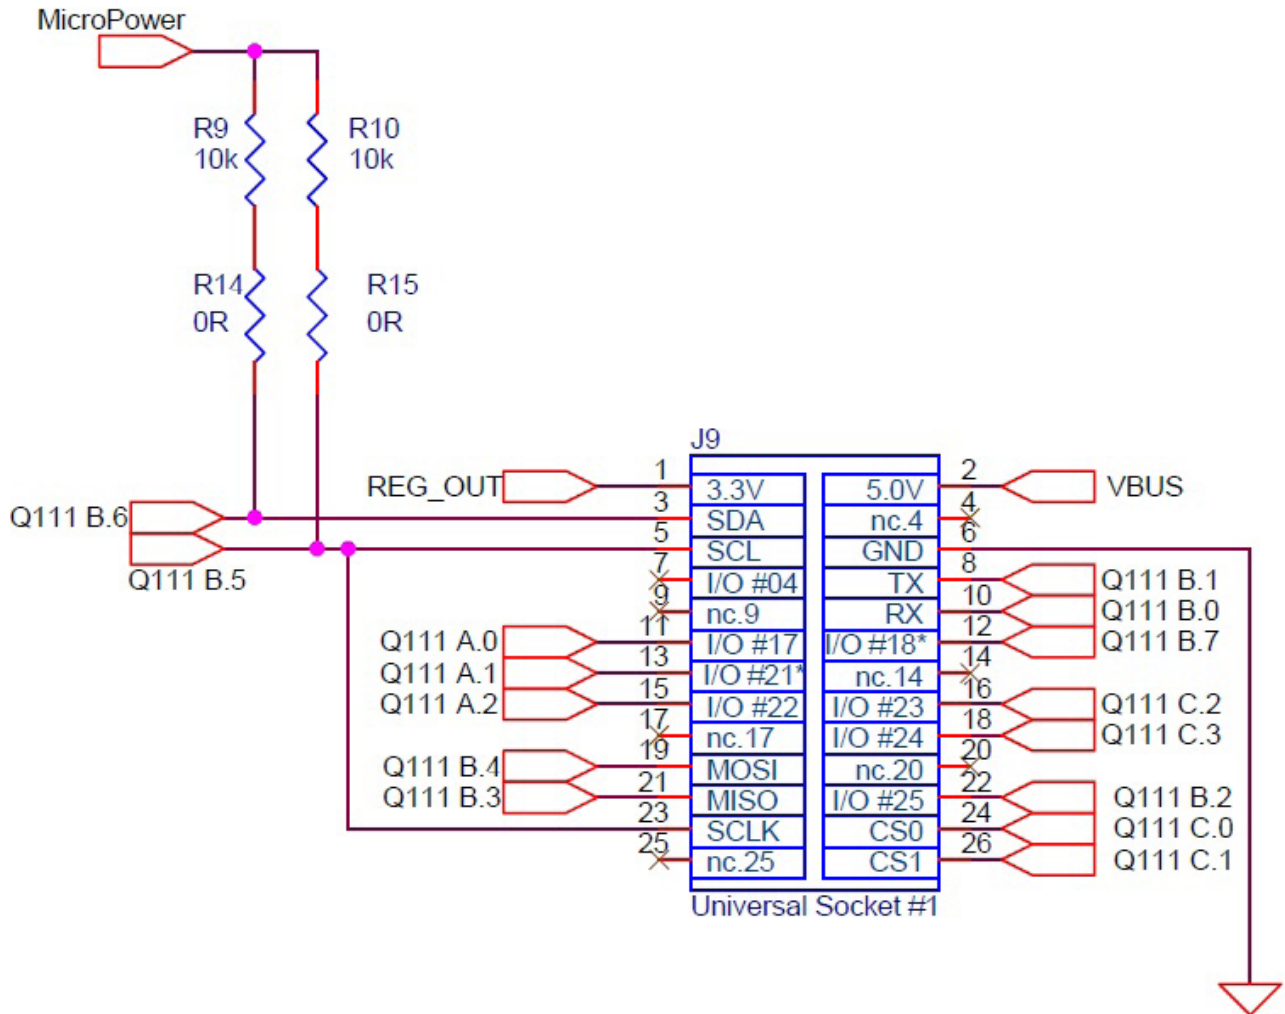 MicroPower
R9
10k
R10
10k
R14
0R
R15
0R
J9
REG_OUT
1
3.3V
5.0V
2
VBUS
Q111 B.6
3
SDA
nc.4
4
Q111 B.5
5
SCL
GND
6
7
I/O #04
TX
8
Q111 B.1
9
nc.9
RX
10
Q111 B.0
Q111 A.0
11
I/O #17
I/O #18*
12
Q111 B.7
Q111 A.1
13
I/O #21*
nc.14
14
Q111 A.2
15
I/O #22
I/O #23
16
Q111 C.2
17
nc.17
I/O #24
18
Q111 C.3
Q111 B.4
19
MOSI
nc.20
20
Q111 B.3
21
MISO
I/O #25
22
Q111 B.2
23
SCLK
CS0
24
Q111 C.0
25
nc.25
CS1
26
Q111 C.1
Universal Socket #1